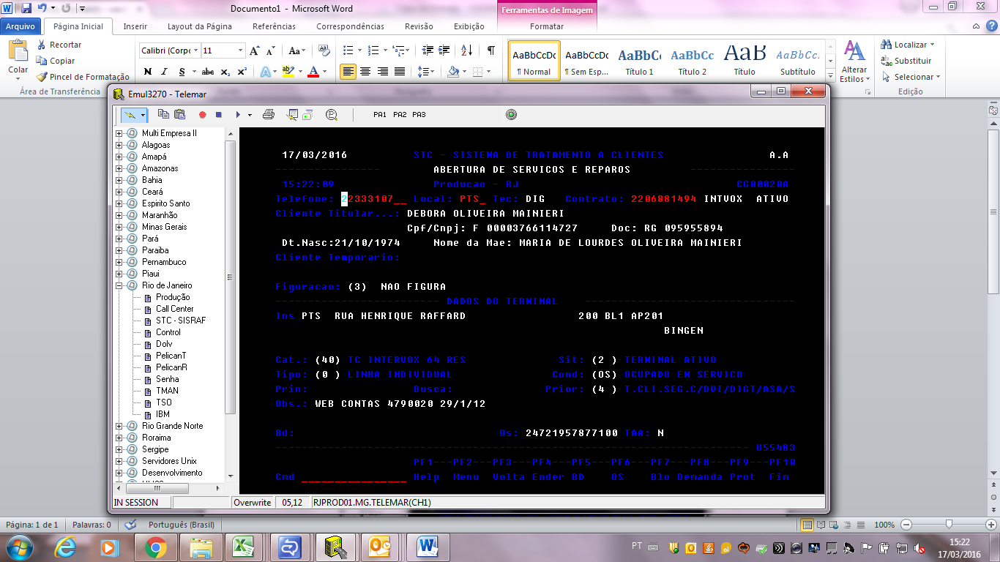 Documento1 - Microsoft Word
Ferramentas de Imagem
Arquivo Página Inicial Inserir Layout da Página Referências Correspondências Revisão Exibição Formatar
Colar
Recortar
Copiar
Pincel de Formatação
Área de Transferência
Calibri (Corpo 11
N I S abc x₂ x²
AaBbCcDc AaBbCcDc AaBbCc AaBbCc AaB AaBbCc.
¶ Normal ¶ Sem Esp... Título 1 Título 2 Título Subtítulo
Alterar Estilos
Localizar
Substituir
Selecionar
Edição
Emul3270 - Telemar
PA1 PA2 PA3
Multi Empresa II
Alagoas
Amapá
Amazonas
Bahia
Ceará
Espirito Santo
Maranhão
Minas Gerais
Pará
Paraiba
Pernambuco
Piaui
Rio de Janeiro
Produção
Call Center
STC - SISRAF
Control
Dolv
PelicanT
PelicanR
Senha
TMAN
TSO
IBM
Rio Grande Norte
Roraima
Sergipe
Servidores Unix
Desenvolvimento
17/03/2016 STC - SISTEMA DE TRATAMENTO A CLIENTES A.A
---------------- ABERTURA DE SERVICOS E REPAROS ----------------
15:22:09 Producao - RJ CG08020A
Telefone: 22333107__ Local: PTS_ Tec: DIG Contrato: 2206881494 INTVOX ATIVO
Cliente Titular...: DEBORA OLIVEIRA MAINIERI
Cpf/Cnpj: F 00003766114727 Doc: RG 095955894
Dt.Nasc:21/10/1974 Nome da Mae: MARIA DE LOURDES OLIVEIRA MAINIERI
Cliente Temporario:
Figuracao: (3) NAO FIGURA
------------------------- DADOS DO TERMINAL --------------------------------
Ins PTS RUA HENRIQUE RAFFARD 200 BL1 AP201
BINGEN
Cat.: (40) TC INTERVOX 64 RES Sit: (2 ) TERMINAL ATIVO
Tipo: (0 ) LINHA INDIVIDUAL Cond: (OS) OCUPADO EM SERVICO
Prin: Busca: Prior: (4 ) T.CLI.SEG.C/DVI/DIGT/ASA/S
Obs.: WEB CONTAS 4790020 29/1/12
Bd: Os: 24721957877100 TAA: N
------------------------------------------------------------------------ U55483
PF1---PF2---PF3---PF4---PF5---PF6---PF7---PF8---PF9---PF10
Cmd ________________ Help Menu Volta Ender BD OS Blo Demanda Prot Fim
IN SESSION Overwrite 05,12 RJPROD01.MG.TELEMAR(CH1)
Página: 1 de 1 Palavras: 0 Português (Brasil) 100%
PT 15:22
17/03/2016